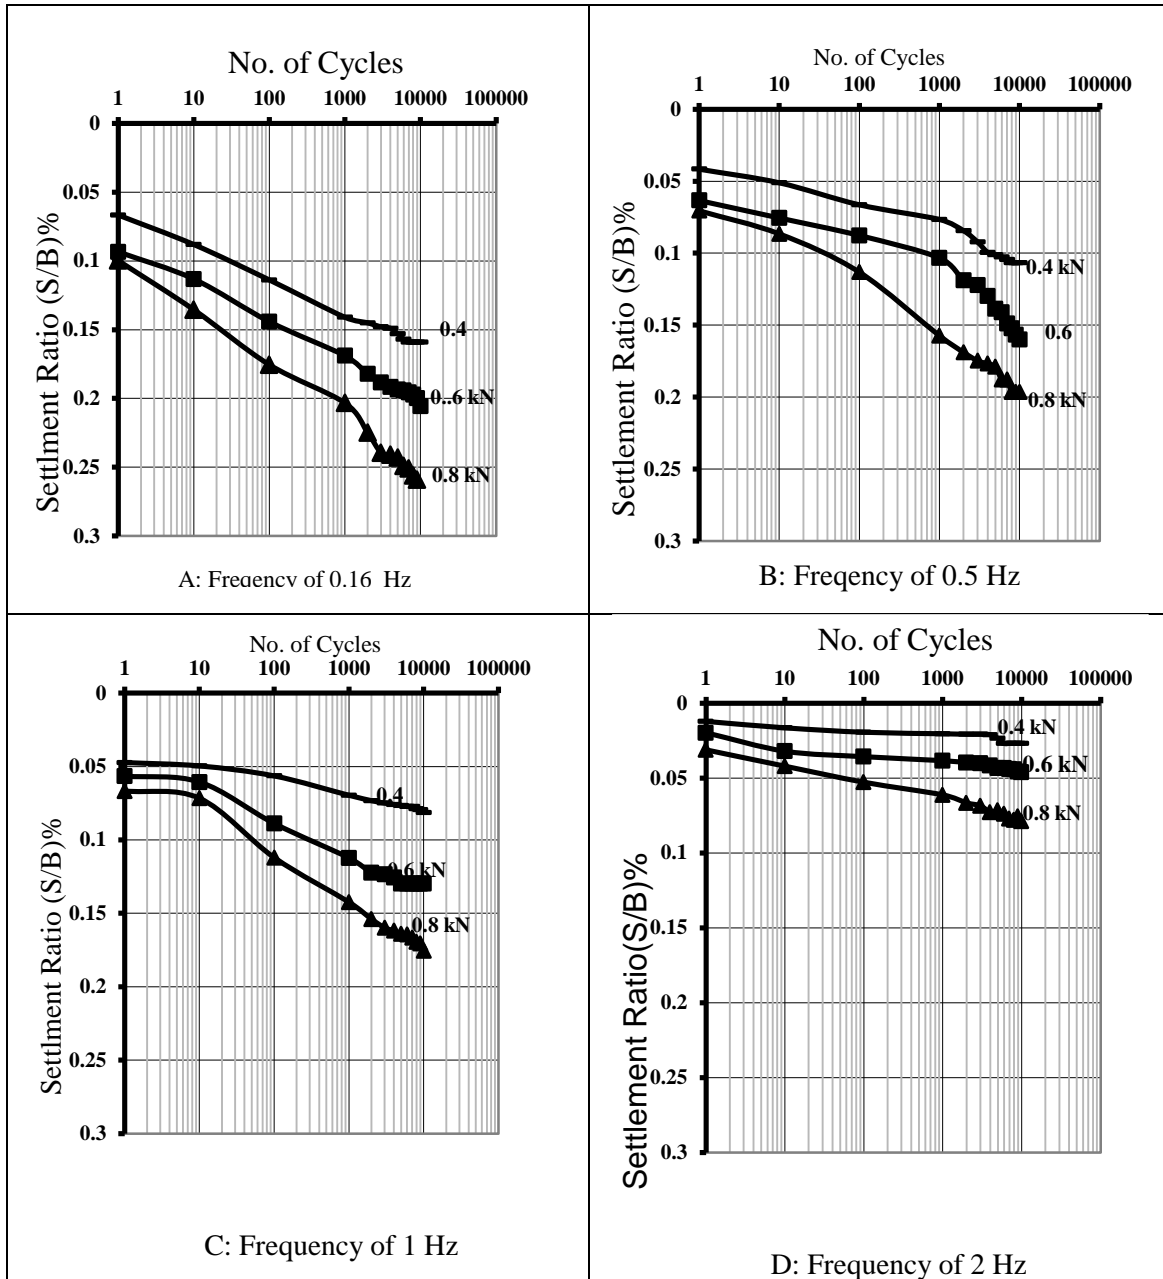 No. of Cycles
1 10 100 1000 10000 100000
0
0.05
0.1
0.15
0.2
0.25
0.3
Settlment Ratio (S/B)%
0.4
0..6 kN
0.8 kN
A: Freqency of 0.16 Hz
No. of Cycles
1 10 100 1000 10000 100000
0
0.05
0.1
0.15
0.2
0.25
0.3
Settlement Ratio (S/B)%
0.4 kN
0.6
0.8 kN
B: Freqency of 0.5 Hz
No. of Cycles
1 10 100 1000 10000 100000
0
0.05
0.1
0.15
0.2
0.25
0.3
Settlment Ratio (S/B)%
0.4
0.6 kN
0.8 kN
C: Frequency of 1 Hz
No. of Cycles
1 10 100 1000 10000 100000
0
0.05
0.1
0.15
0.2
0.25
0.3
Settlement Ratio(S/B)%
0.4 kN
0.6 kN
0.8 kN
D: Frequency of 2 Hz